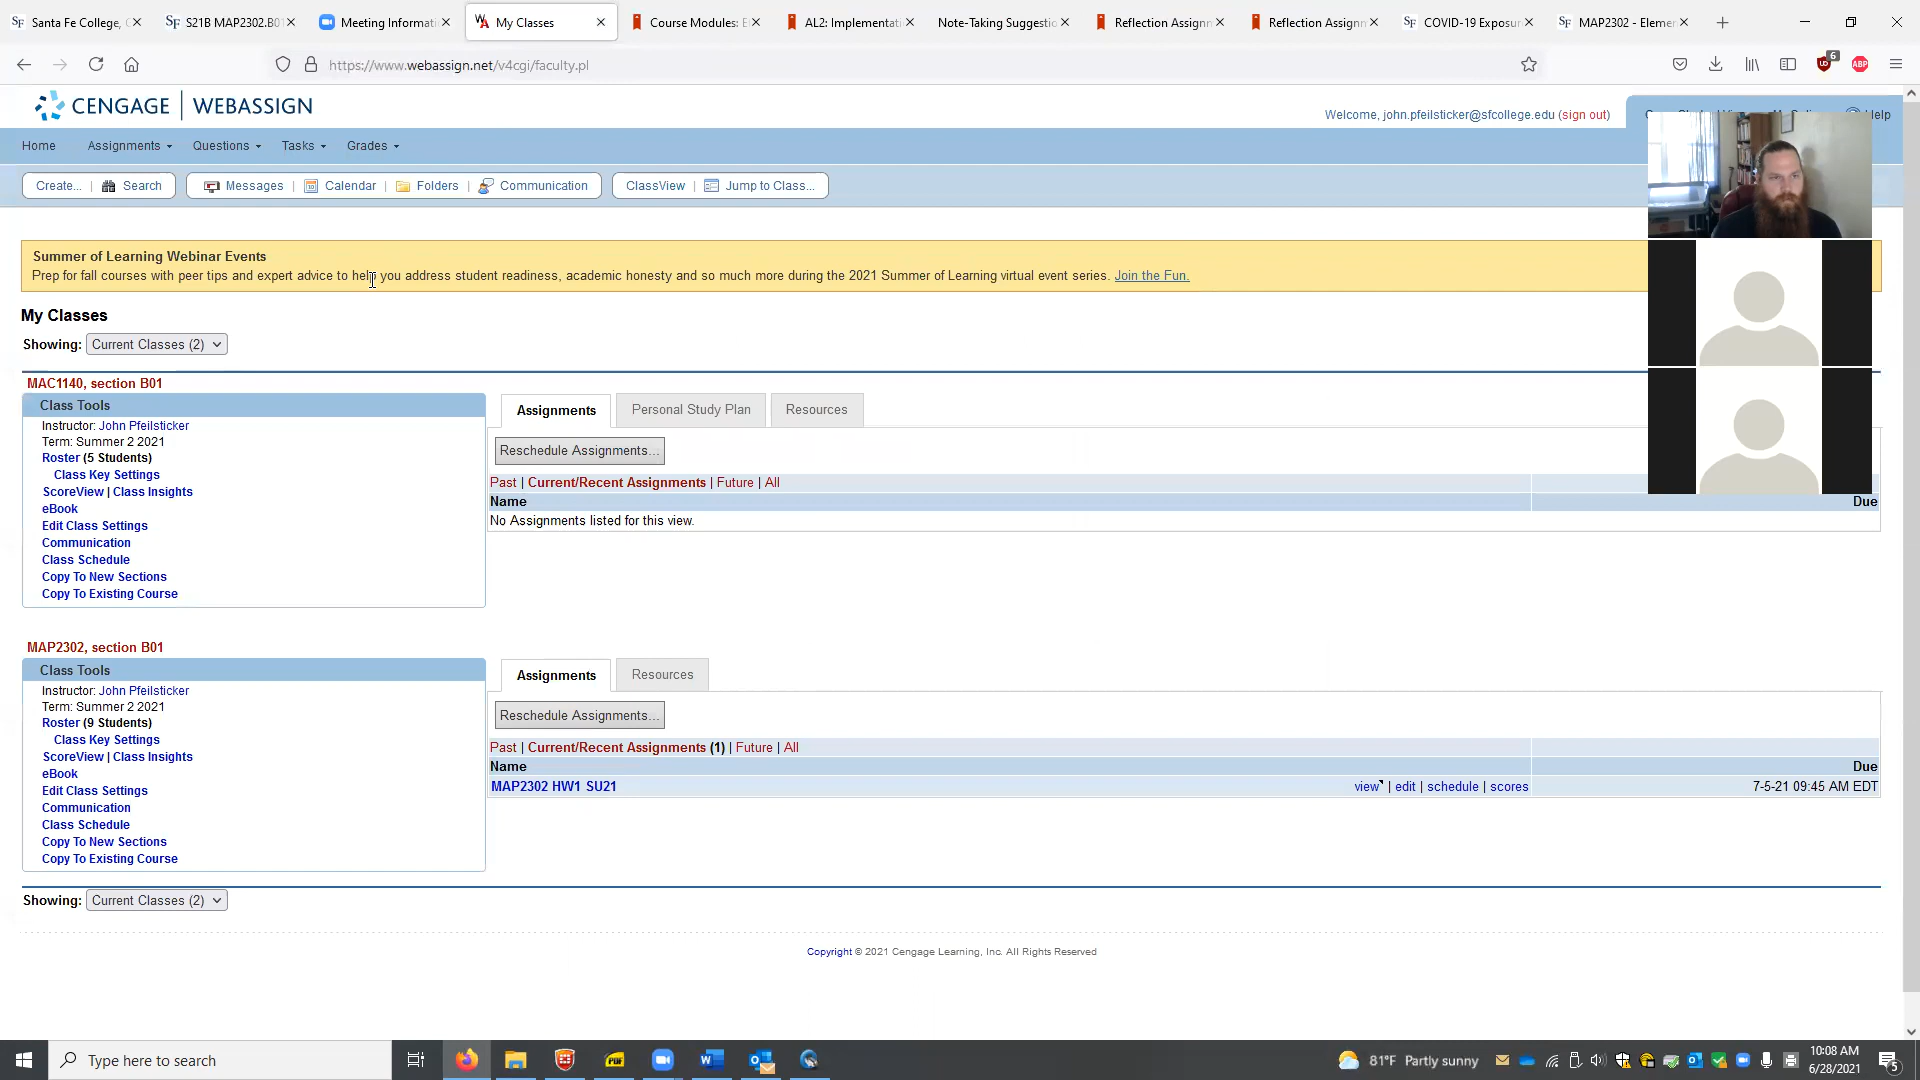 Santa Fe College, C
S21B MAP2302.B01
Meeting Informati
My Classes
Course Modules: E
AL2: Implementati
Note-Taking Suggestio
Reflection Assignm
Reflection Assignm
COVID-19 Exposur
MAP2302 - Elemen
https://www.webassign.net/v4cgi/faculty.pl
6
ABP
CENGAGE | WEBASSIGN
Welcome, john.pfeilsticker@sfcollege.edu (sign out)
Help
Home Assignments Questions Tasks Grades
Create... | Search
Messages | Calendar | Folders | Communication
ClassView | Jump to Class...
Summer of Learning Webinar Events
Prep for fall courses with peer tips and expert advice to help you address student readiness, academic honesty and so much more during the 2021 Summer of Learning virtual event series. Join the Fun.
My Classes
Showing: Current Classes (2)
MAC1140, section B01
Class Tools
Instructor: John Pfeilsticker
Term: Summer 2 2021
Roster (5 Students)
Class Key Settings
ScoreView | Class Insights
eBook
Edit Class Settings
Communication
Class Schedule
Copy To New Sections
Copy To Existing Course
Assignments Personal Study Plan Resources
Reschedule Assignments...
Past | Current/Recent Assignments | Future | All
Name Due
No Assignments listed for this view.
MAP2302, section B01
Class Tools
Instructor: John Pfeilsticker
Term: Summer 2 2021
Roster (9 Students)
Class Key Settings
ScoreView | Class Insights
eBook
Edit Class Settings
Communication
Class Schedule
Copy To New Sections
Copy To Existing Course
Assignments Resources
Reschedule Assignments...
Past | Current/Recent Assignments (1) | Future | All
Name Due
MAP2302 HW1 SU21 view | edit | schedule | scores 7-5-21 09:45 AM EDT
Showing: Current Classes (2)
Copyright © 2021 Cengage Learning, Inc. All Rights Reserved
Type here to search
81°F Partly sunny
10:08 AM
6/28/2021
5